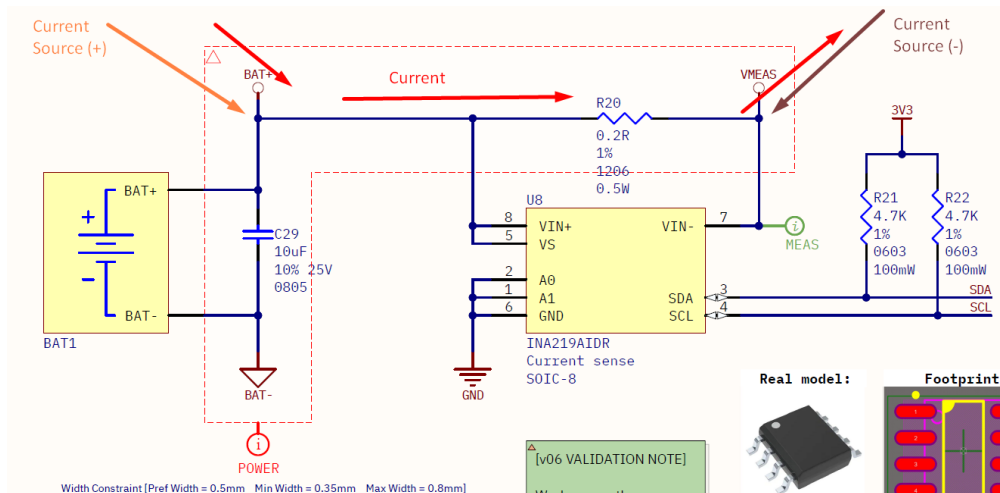 Current
Source (+)
Current
Source (-)
Current
BAT+
VMEAS
R20
0.2R
1%
1206
0.5W
3V3
R21
4.7K
1%
0603
100mW
R22
4.7K
1%
0603
100mW
BAT+
BAT-
BAT1
C29
10uF
10% 25V
0805
U8
8 VIN+
5 VS
2 A0
1 A1
6 GND
VIN- 7
SDA 3
SCL 4
MEAS
SDA
SCL
INA219AIDR
Current sense
SOIC-8
BAT-
GND
POWER
Real model:
Footprint
1
2
3
4
[v06 VALIDATION NOTE]
Width Constraint [Pref Width = 0.5mm Min Width = 0.35mm Max Width = 0.8mm]